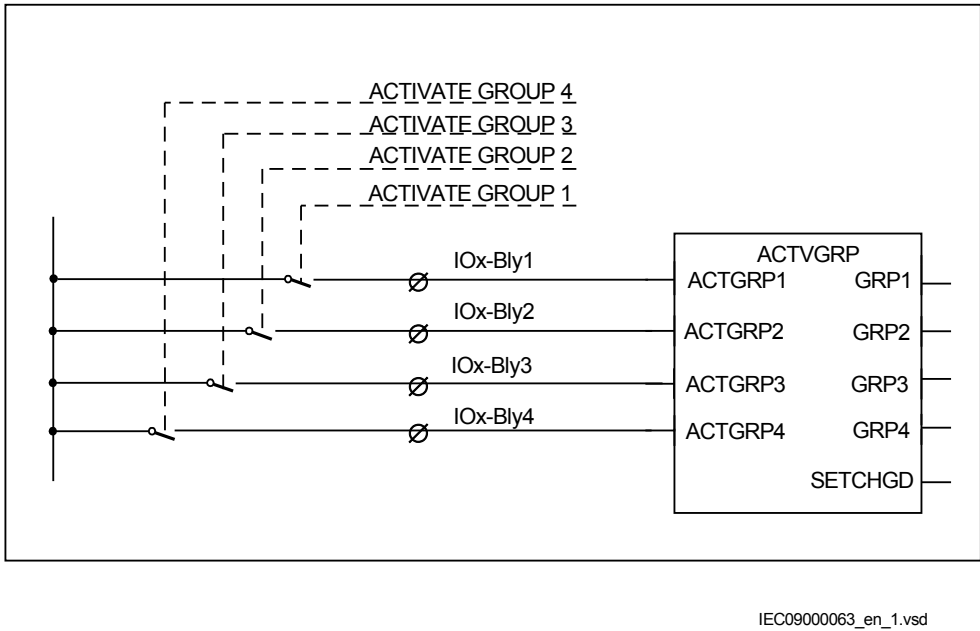 ACTIVATE GROUP 4
ACTIVATE GROUP 3
ACTIVATE GROUP 2
ACTIVATE GROUP 1
IOx-Bly1
IOx-Bly2
IOx-Bly3
IOx-Bly4
ACTVGRP
ACTGRP1 GRP1
ACTGRP2 GRP2
ACTGRP3 GRP3
ACTGRP4 GRP4
SETCHGD
IEC09000063_en_1.vsd